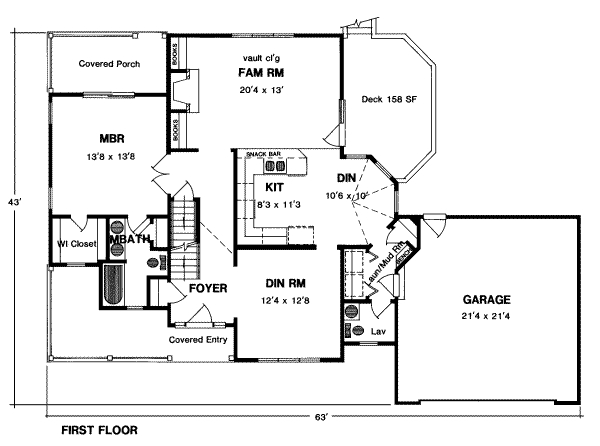 BOOKS
vault cl'g
FAM RM
20'4 x 13'
Covered Porch
Deck 158 SF
BOOKS
MBR
13'8 x 13'8
SNACK BAR
KIT
8'3 x 11'3
DIN
10'6 x 10'
43'
WI Closet
MBATH
Laun/Mud Rm
BENCH
FOYER
DIN RM
12'4 x 12'8
GARAGE
21'4 x 21'4
Lav
Covered Entry
63'
FIRST FLOOR